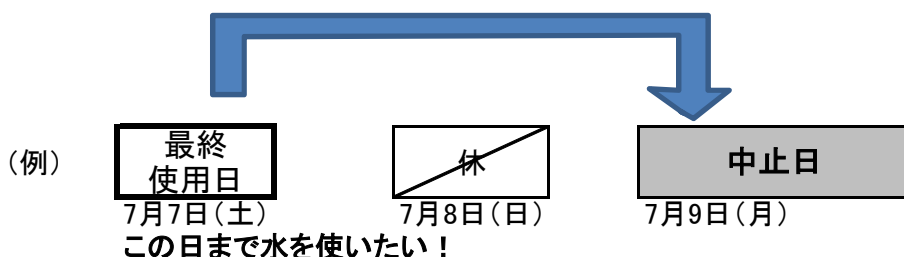 (例)
最終
使用日
休
中止日
7月7日(土)
7月8日(日)
7月9日(月)
この日まで水を使いたい！